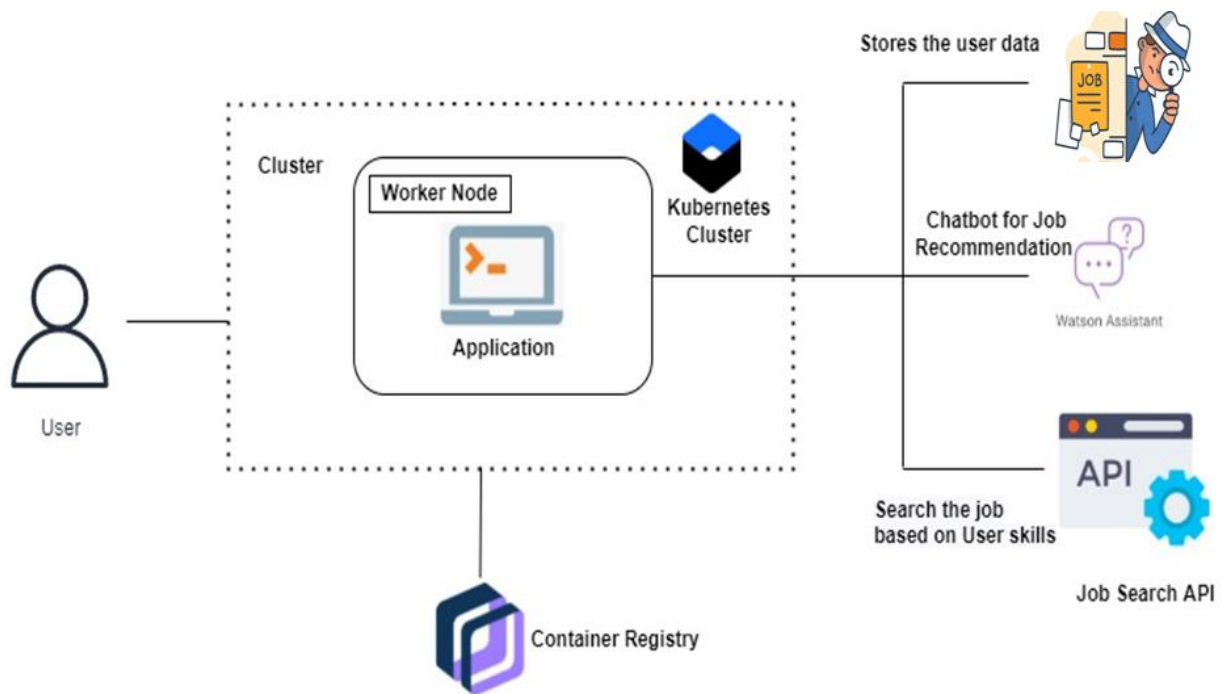 Stores the user data
JOB
Cluster
Worker Node
Kubernetes
Cluster
Application
Chatbot for Job
Recommendation
?
Watson Assistant
User
API
Search the job
based on User skills
Job Search API
Container Registry